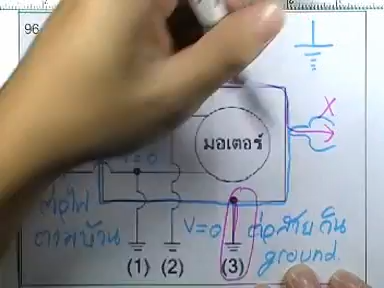 96
X
มอเตอร์
V=0
ต่อไฟ
ตามบ้าน
V=0 ต่อสายดิน
ground.
(1) (2) (3)